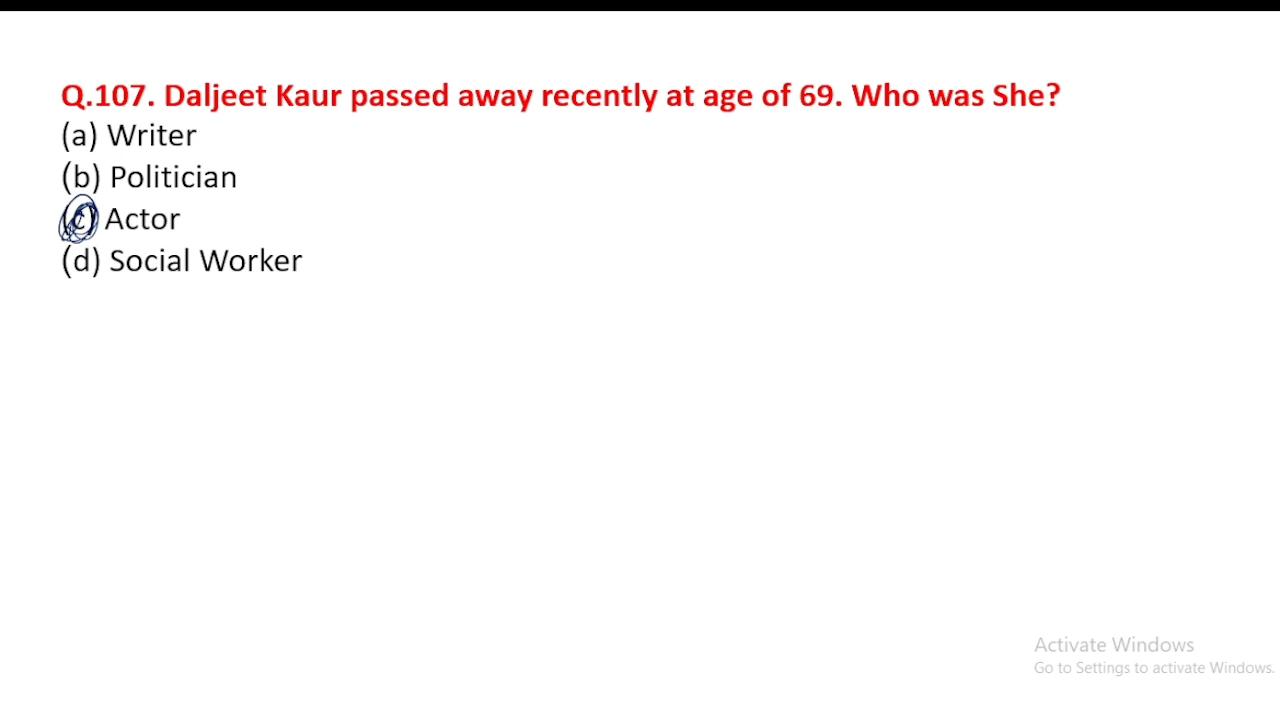 Q.107. Daljeet Kaur passed away recently at age of 69. Who was She?
(a) Writer
(b) Politician
(c) Actor
(d) Social Worker
Activate Windows
Go to Settings to activate Windows.